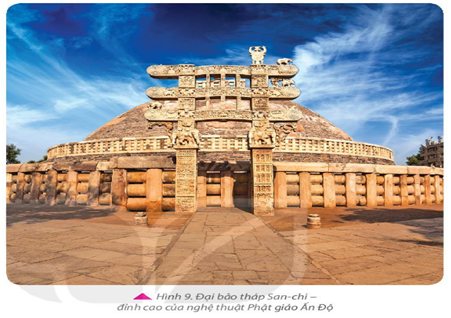 Hình 9. Đại bảo tháp San-chi –
đỉnh cao của nghệ thuật Phật giáo Ấn Độ